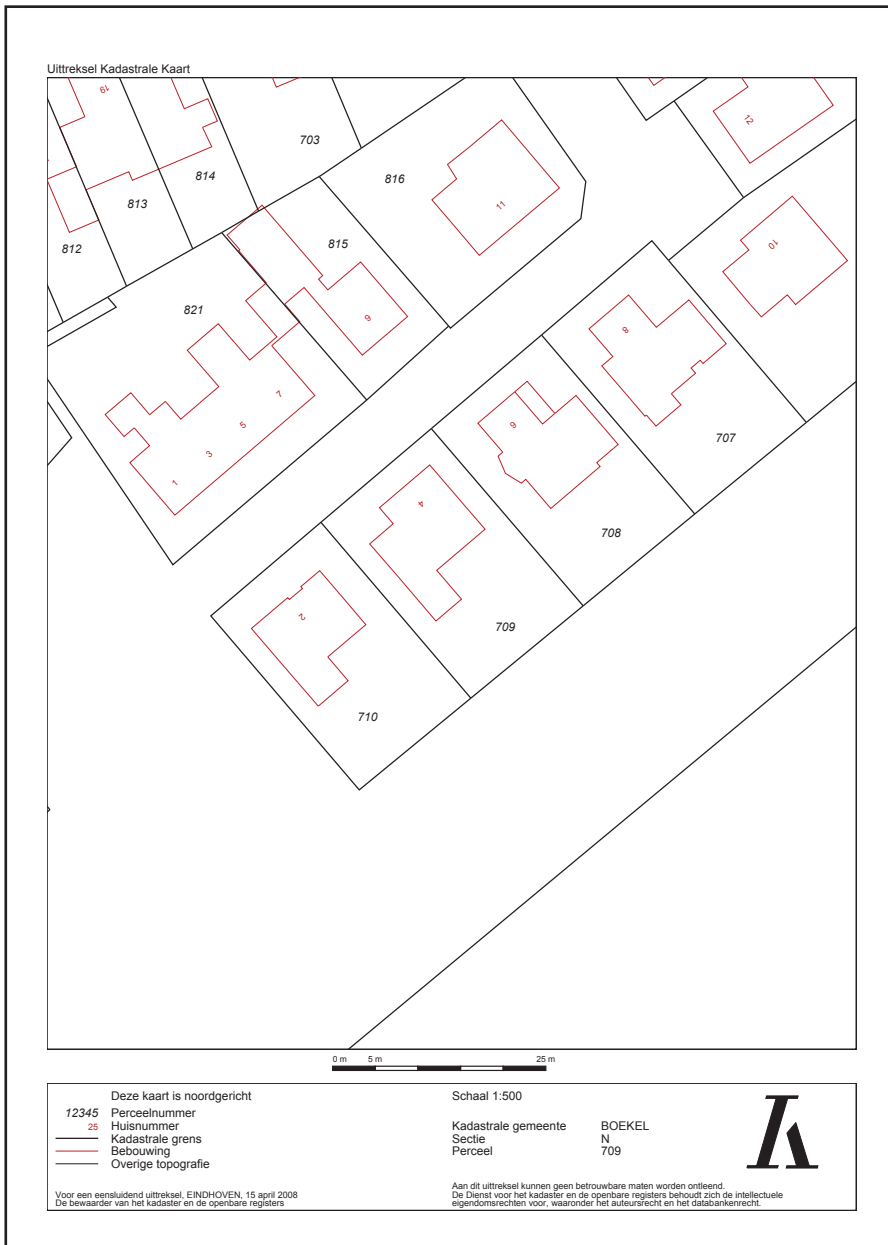 Uittreksel Kadastrale Kaart
19
12
703
816
814
11
813
815
812
10
821
9
8
7
6
5
707
3
4
1
708
2
709
710
0 m 5 m 25 m
Deze kaart is noordgericht
12345 Perceelnummer
25 Huisnummer
Kadastrale grens
Bebouwing
Overige topografie
Voor een eensluidend uittreksel, EINDHOVEN, 15 april 2008
De bewaarder van het kadaster en de openbare registers
Schaal 1:500
Kadastrale gemeente BOEKEL
Sectie N
Perceel 709
Aan dit uittreksel kunnen geen betrouwbare maten worden ontleend.
De Dienst voor het kadaster en de openbare registers behoudt zich de intellectuele
eigendomsrechten voor, waaronder het auteursrecht en het databankenrecht.